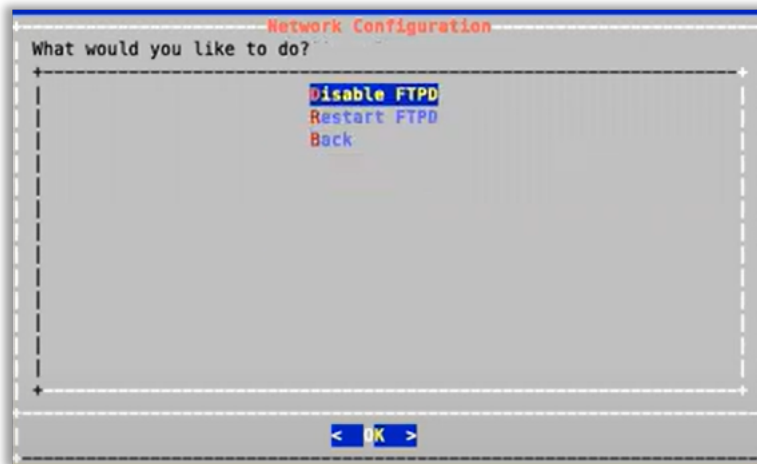 Network Configuration
What would you like to do?
Disable FTPD
Restart FTPD
Back
< OK >